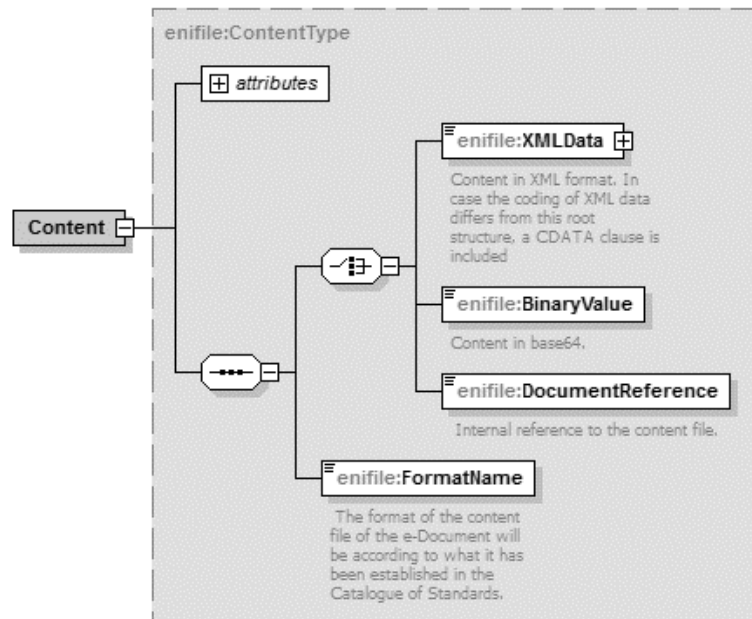 enifile:ContentType
attributes
Content
enifile:XMLData
Content in XML format. In
case the coding of XML data
differs from this root
structure, a CDATA clause is
included
enifile:BinaryValue
Content in base64.
enifile:DocumentReference
Internal reference to the content file.
enifile:FormatName
The format of the content
file of the e-Document will
be according to what it has
been established in the
Catalogue of Standards.